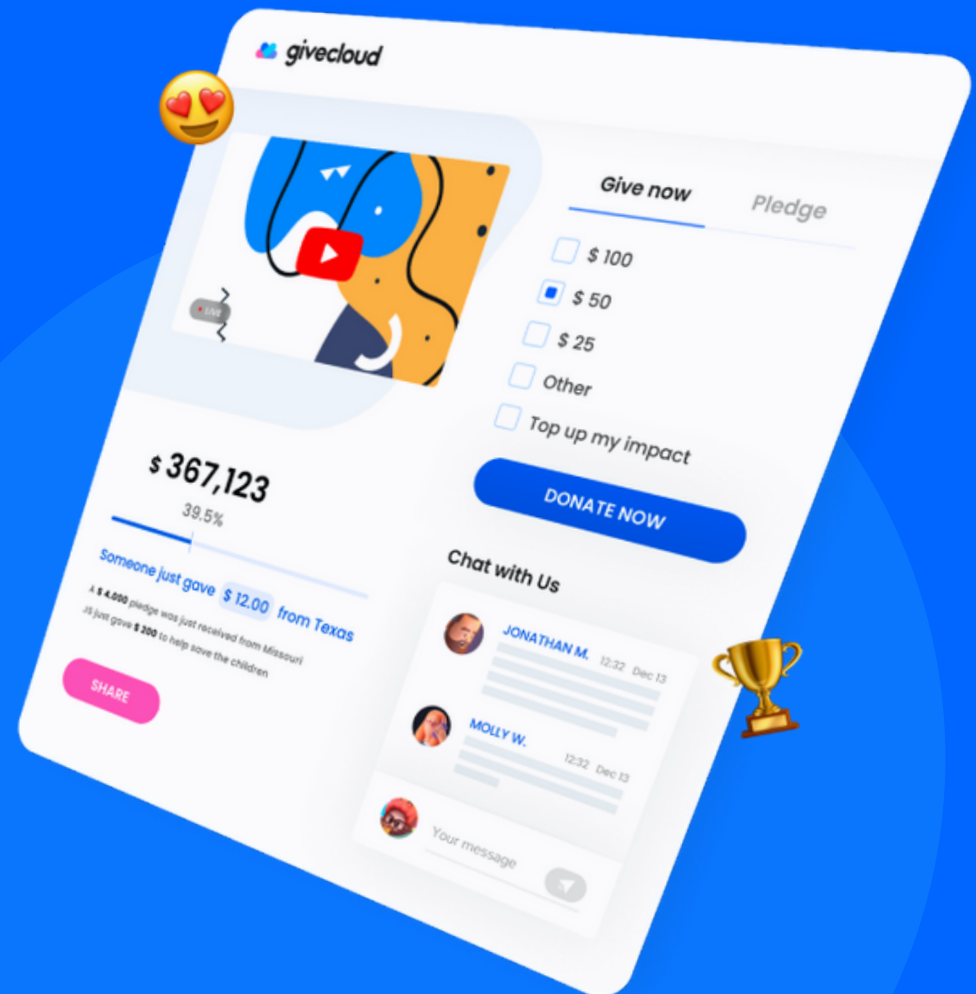 givecloud
LIVE
$ 367,123
39.5%
Someone just gave $ 12.00 from Texas
A $ 4,000 pledge was just received from Missouri
just gave $ 200 to help save the children
SHARE
Give now Pledge
$ 100
$ 50
$ 25
Other
Top up my impact
DONATE NOW
Chat with Us
JONATHAN M. 12:32 Dec 13
MOLLY W. 12:32 Dec 13
Your message